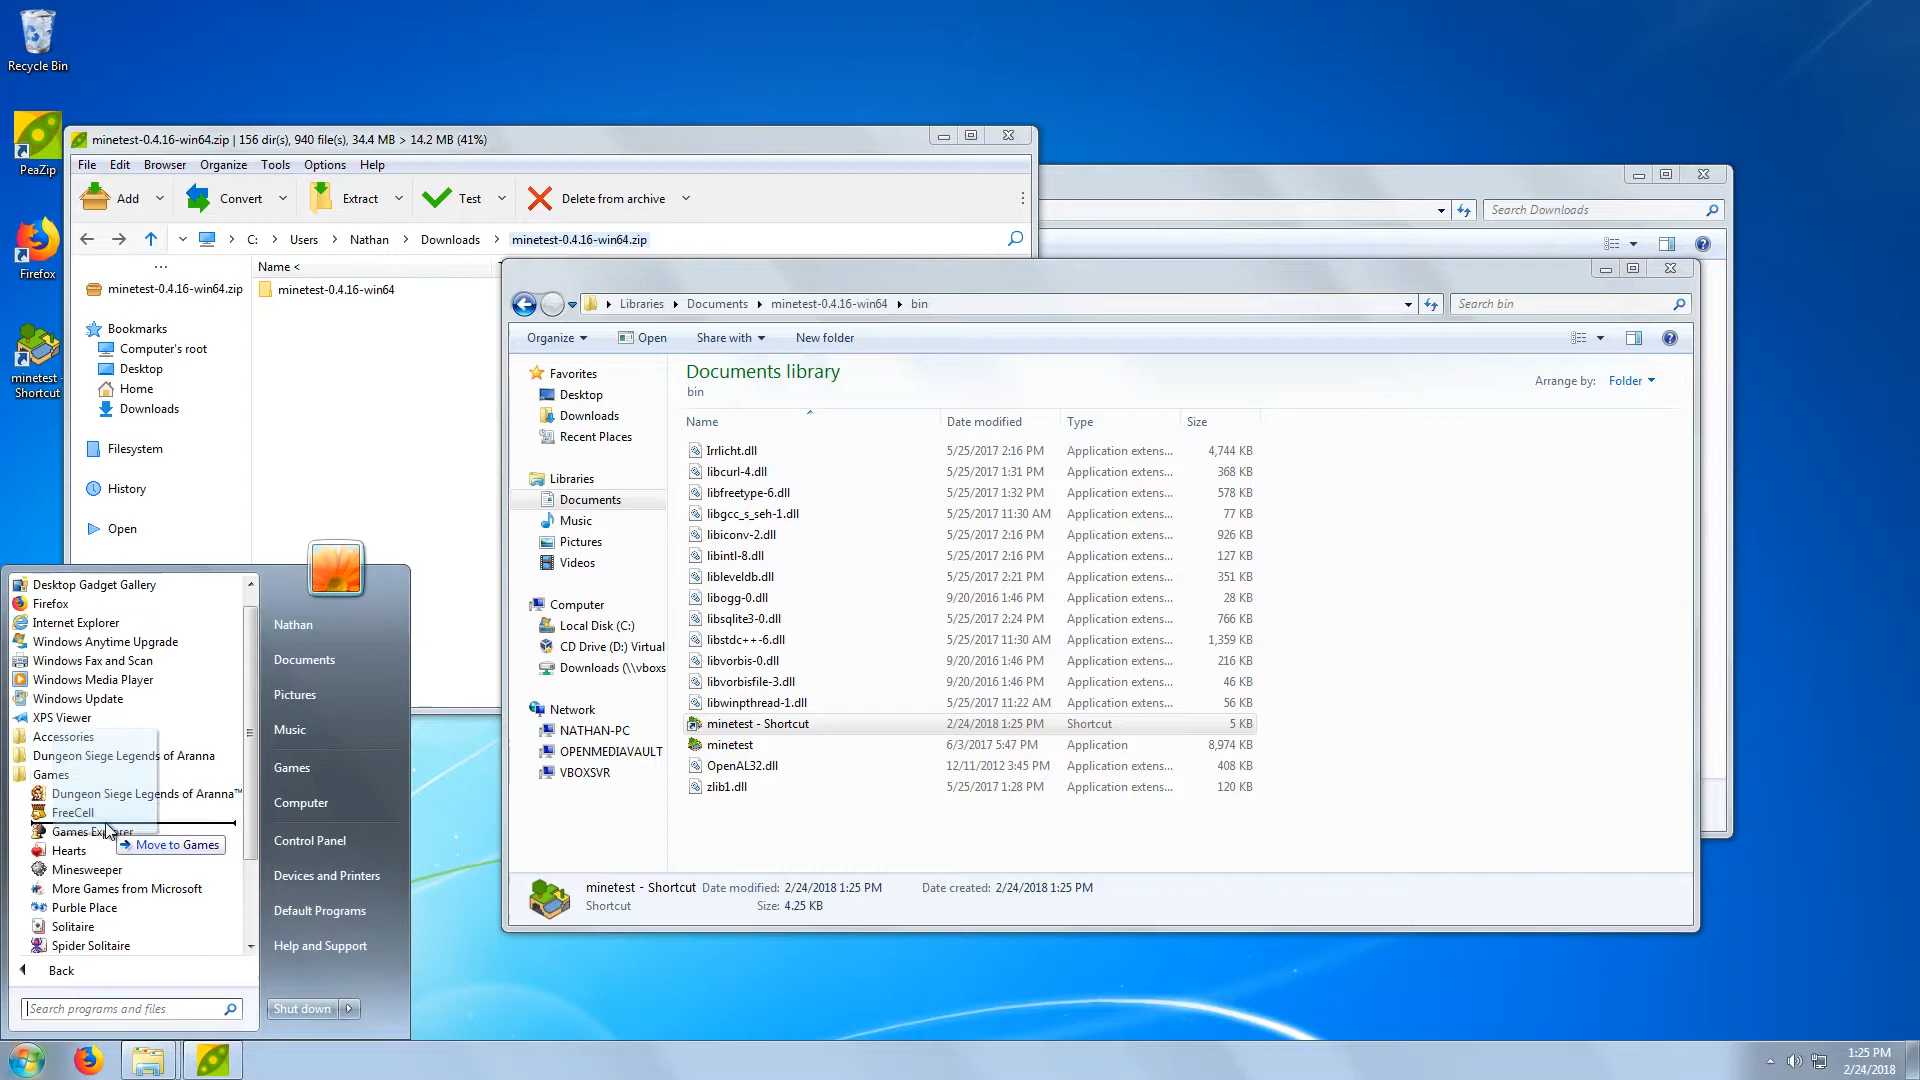 Recycle Bin
PeaZip
Firefox
minetest -
Shortcut
minetest-0.4.16-win64.zip | 156 dir(s), 940 file(s), 34.4 MB > 14.2 MB (41%)
File Edit Browser Organize Tools Options Help
Add Convert Extract Test Delete from archive
C: Users Nathan Downloads minetest-0.4.16-win64.zip
...
minetest-0.4.16-win64.zip
Bookmarks
Computer's root
Desktop
Home
Downloads
Filesystem
History
Open
Name <
minetest-0.4.16-win64
Search Downloads
Libraries Documents minetest-0.4.16-win64 bin
Search bin
Organize Open Share with New folder
Favorites
Desktop
Downloads
Recent Places
Libraries
Documents
Music
Pictures
Videos
Computer
Local Disk (C:)
CD Drive (D:) Virtual
Downloads (\\vboxs
Network
NATHAN-PC
OPENMEDIAVAULT
VBOXSVR
Documents library
bin
Arrange by: Folder
Name Date modified Type Size
Irrlicht.dll 5/25/2017 2:16 PM Application extens... 4,744 KB
libcurl-4.dll 5/25/2017 1:31 PM Application extens... 368 KB
libfreetype-6.dll 5/25/2017 1:32 PM Application extens... 578 KB
libgcc_s_seh-1.dll 5/25/2017 11:30 AM Application extens... 77 KB
libiconv-2.dll 5/25/2017 2:16 PM Application extens... 926 KB
libintl-8.dll 5/25/2017 2:16 PM Application extens... 127 KB
libleveldb.dll 5/25/2017 2:21 PM Application extens... 351 KB
libogg-0.dll 9/20/2016 1:46 PM Application extens... 28 KB
libsqlite3-0.dll 5/25/2017 2:24 PM Application extens... 766 KB
libstdc++-6.dll 5/25/2017 11:30 AM Application extens... 1,359 KB
libvorbis-0.dll 9/20/2016 1:46 PM Application extens... 216 KB
libvorbisfile-3.dll 9/20/2016 1:46 PM Application extens... 46 KB
libwinpthread-1.dll 5/25/2017 11:22 AM Application extens... 56 KB
minetest - Shortcut 2/24/2018 1:25 PM Shortcut 5 KB
minetest 6/3/2017 5:47 PM Application 8,974 KB
OpenAL32.dll 12/11/2012 3:45 PM Application extens... 408 KB
zlib1.dll 5/25/2017 1:28 PM Application extens... 120 KB
minetest - Shortcut Date modified: 2/24/2018 1:25 PM Date created: 2/24/2018 1:25 PM
Shortcut Size: 4.25 KB
Desktop Gadget Gallery
Firefox
Internet Explorer
Windows Anytime Upgrade
Windows Fax and Scan
Windows Media Player
Windows Update
XPS Viewer
Accessories
Dungeon Siege Legends of Aranna
Games
Dungeon Siege Legends of Aranna™
FreeCell
Games Explorer
Move to Games
Hearts
Minesweeper
More Games from Microsoft
Purble Place
Solitaire
Spider Solitaire
Back
Search programs and files
Nathan
Documents
Pictures
Music
Games
Computer
Control Panel
Devices and Printers
Default Programs
Help and Support
Shut down
1:25 PM
2/24/2018